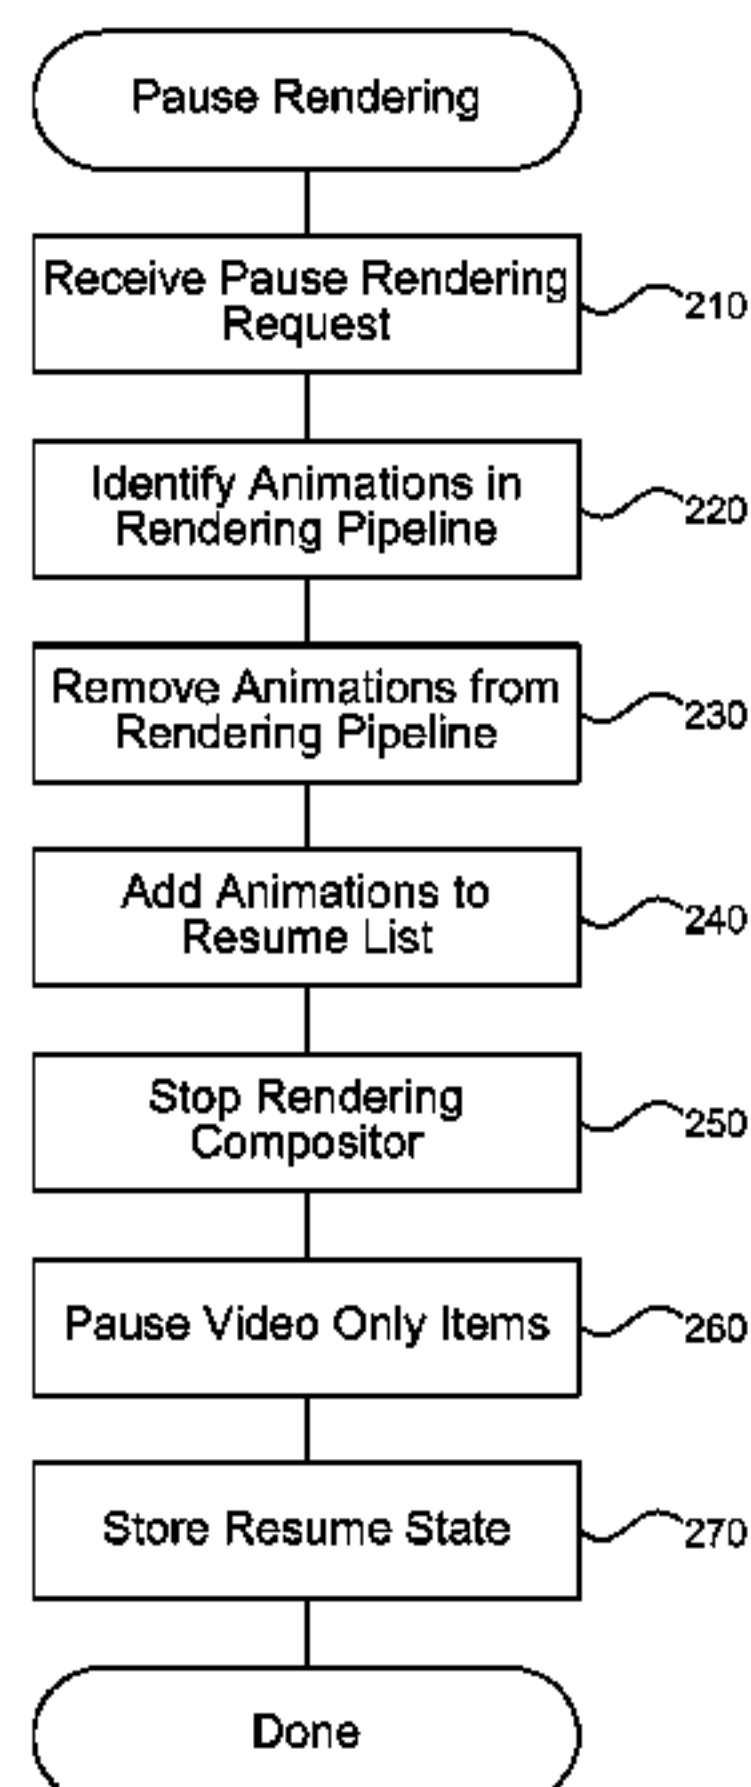 Pause Rendering
Receive Pause Rendering
Request
210
Identify Animations in
Rendering Pipeline
220
Remove Animations from
Rendering Pipeline
230
Add Animations to
Resume List
240
Stop Rendering
Compositor
250
Pause Video Only Items
260
Store Resume State
270
Done